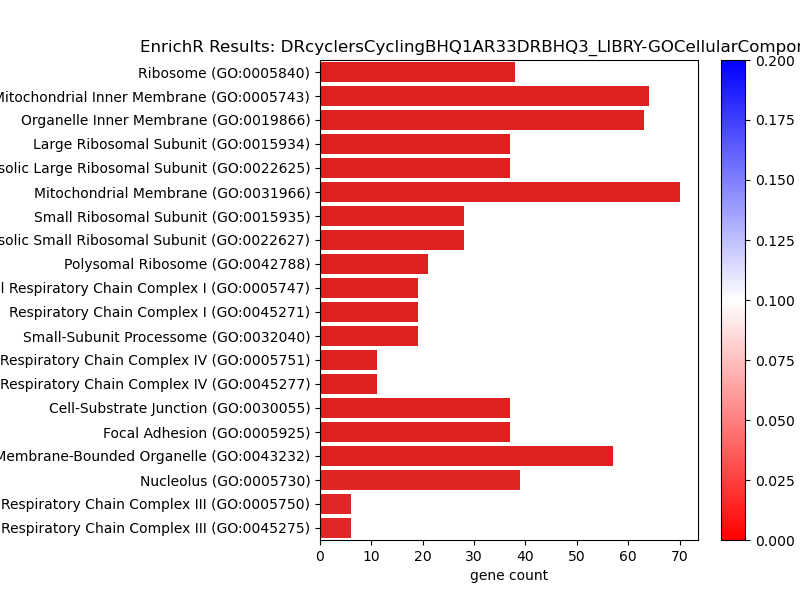 EnrichR Results: DRcyclersCyclingBHQ1AR33DRBHQ3_LIBRY-GOCellularCompor
Ribosome (GO:0005840)
Mitochondrial Inner Membrane (GO:0005743)
Organelle Inner Membrane (GO:0019866)
Large Ribosomal Subunit (GO:0015934)
solic Large Ribosomal Subunit (GO:0022625)
Mitochondrial Membrane (GO:0031966)
Small Ribosomal Subunit (GO:0015935)
solic Small Ribosomal Subunit (GO:0022627)
Polysomal Ribosome (GO:0042788)
l Respiratory Chain Complex I (GO:0005747)
Respiratory Chain Complex I (GO:0045271)
Small-Subunit Processome (GO:0032040)
Respiratory Chain Complex IV (GO:0005751)
Respiratory Chain Complex IV (GO:0045277)
Cell-Substrate Junction (GO:0030055)
Focal Adhesion (GO:0005925)
Membrane-Bounded Organelle (GO:0043232)
Nucleolus (GO:0005730)
Respiratory Chain Complex III (GO:0005750)
Respiratory Chain Complex III (GO:0045275)
0 10 20 30 40 50 60 70
gene count
0.200
0.175
0.150
0.125
0.100
0.075
0.050
0.025
0.000